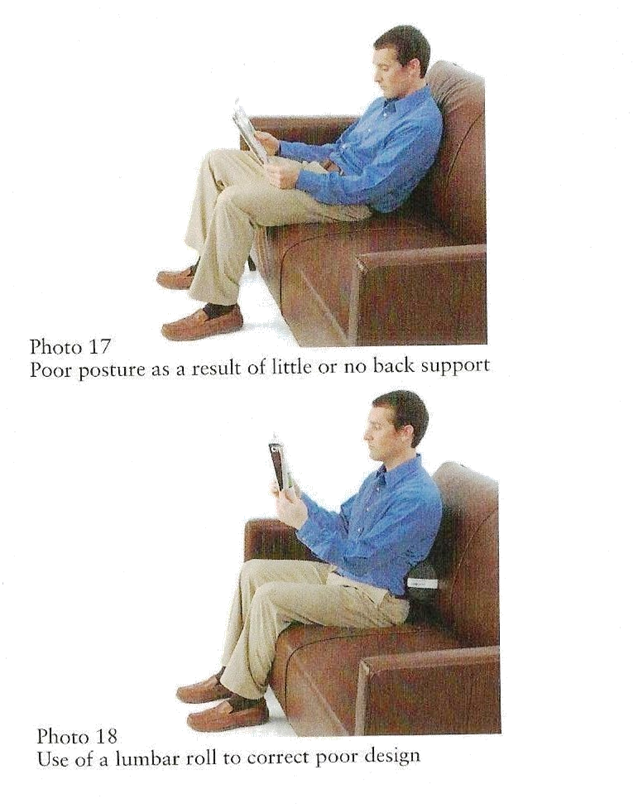 Photo 17
Poor posture as a result of little or no back support
Photo 18
Use of a lumbar roll to correct poor design